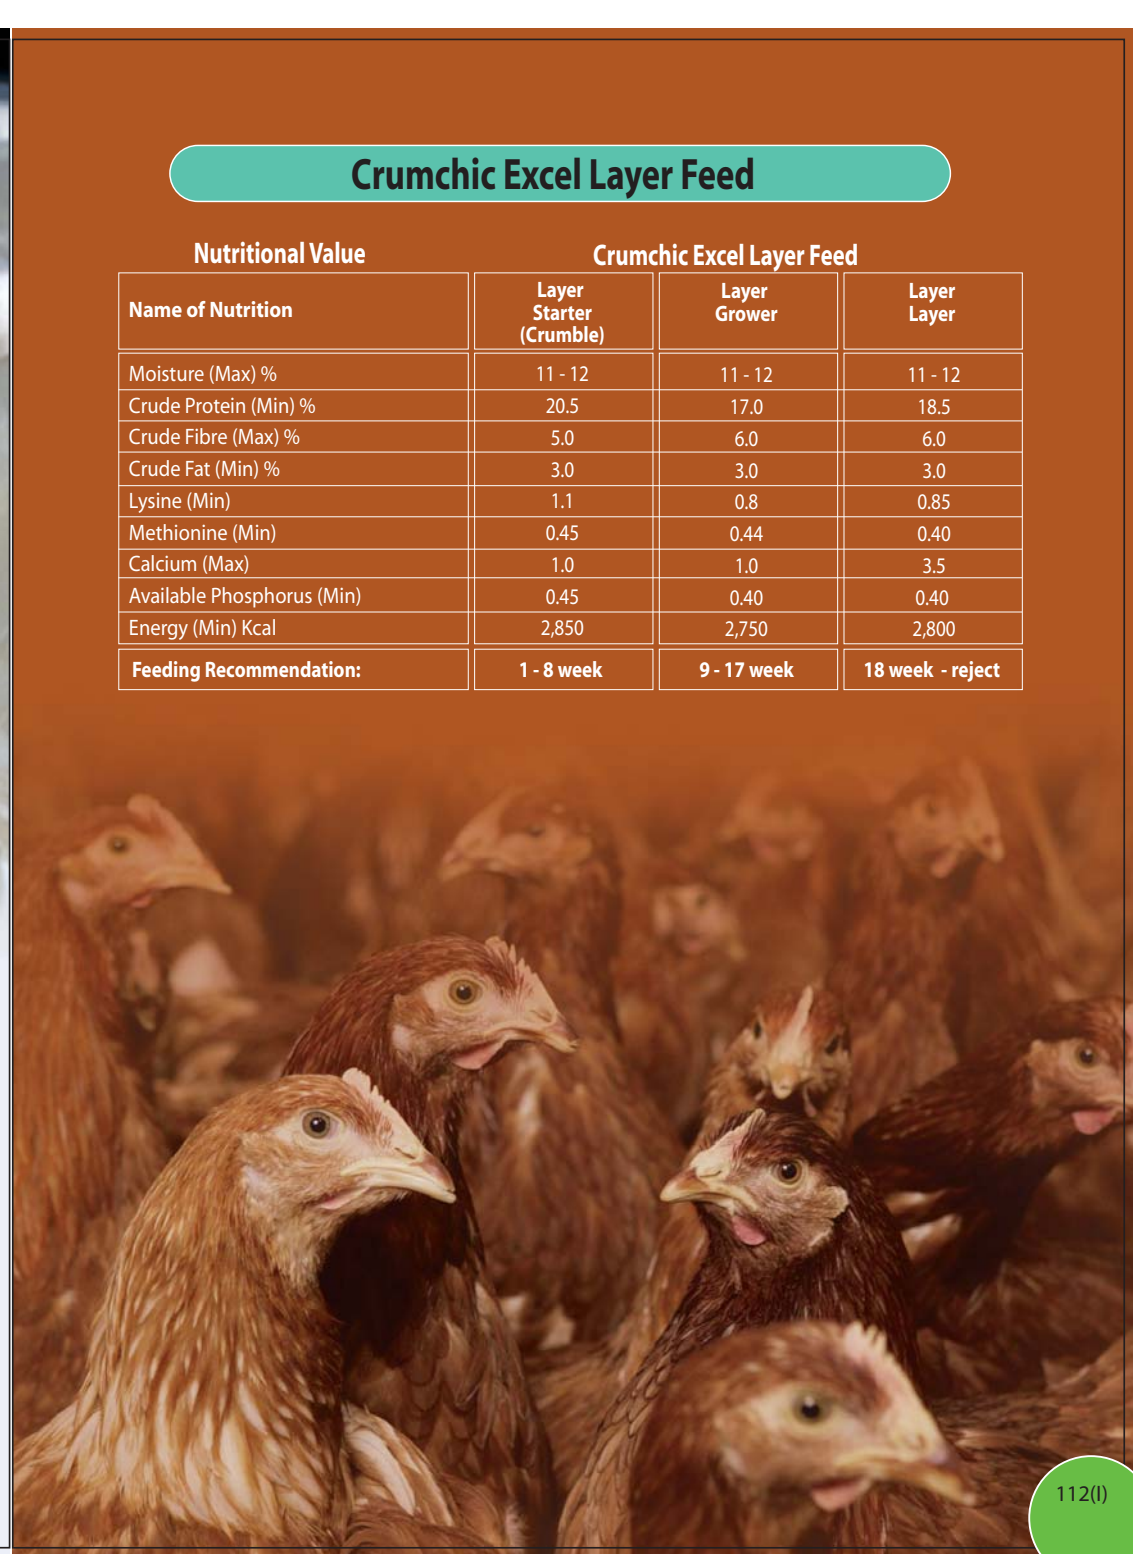 Crumchic Excel Layer Feed
Nutritional Value Crumchic Excel Layer Feed
Name of Nutrition Layer Starter (Crumble) Layer Grower Layer Layer
Moisture (Max) % 11 - 12 11 - 12 11 - 12
Crude Protein (Min) % 20.5 17.0 18.5
Crude Fibre (Max) % 5.0 6.0 6.0
Crude Fat (Min) % 3.0 3.0 3.0
Lysine (Min) 1.1 0.8 0.85
Methionine (Min) 0.45 0.44 0.40
Calcium (Max) 1.0 1.0 3.5
Available Phosphorus (Min) 0.45 0.40 0.40
Energy (Min) Kcal 2,850 2,750 2,800
Feeding Recommendation: 1 - 8 week 9 - 17 week 18 week - reject
112(I)